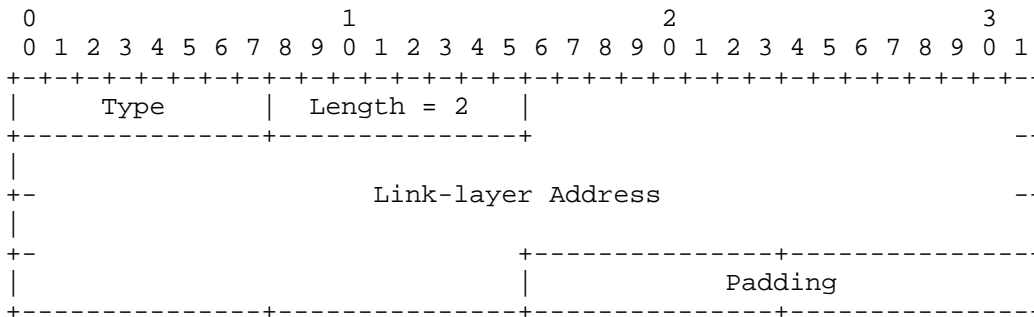 0                   1                   2                   3
 0 1 2 3 4 5 6 7 8 9 0 1 2 3 4 5 6 7 8 9 0 1 2 3 4 5 6 7 8 9 0 1
+-+-+-+-+-+-+-+-+-+-+-+-+-+-+-+-+-+-+-+-+-+-+-+-+-+-+-+-+-+-+-+-
|     Type      |  Length = 2   |
+---------------+---------------+                              --
|
+-                     Link-layer Address                      --
|
+-                              +---------------+----------------
|                               |            Padding
+---------------+---------------+---------------+----------------